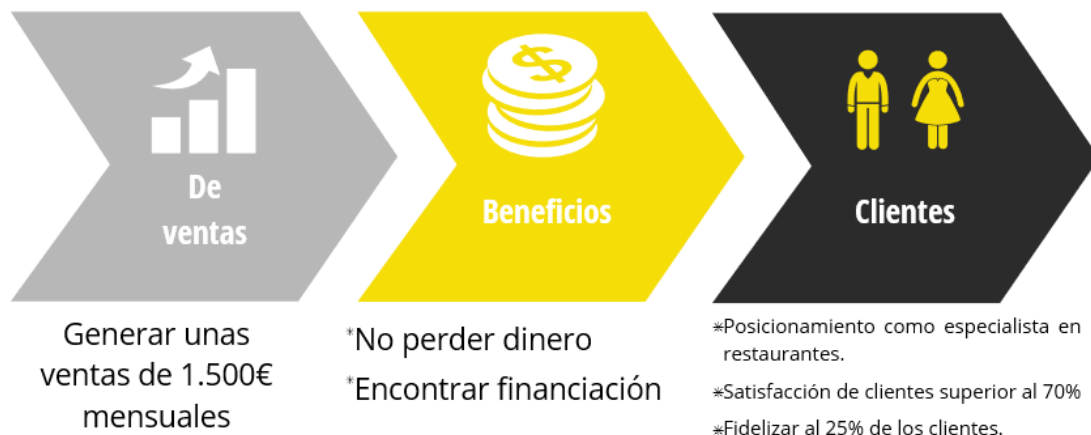 De
ventas
Generar unas
ventas de 1.500€
mensuales
Beneficios
*No perder dinero
*Encontrar financiación
Clientes
*Posicionamiento como especialista en
restaurantes.
*Satisfacción de clientes superior al 70%
*Fidelizar al 25% de los clientes.